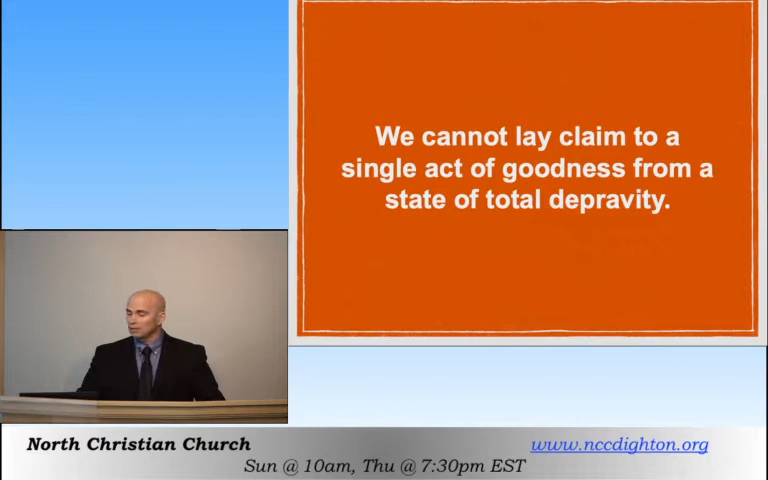 We cannot lay claim to a
single act of goodness from a
state of total depravity.
North Christian Church
www.nccdighton.org
Sun @ 10am, Thu @ 7:30pm EST